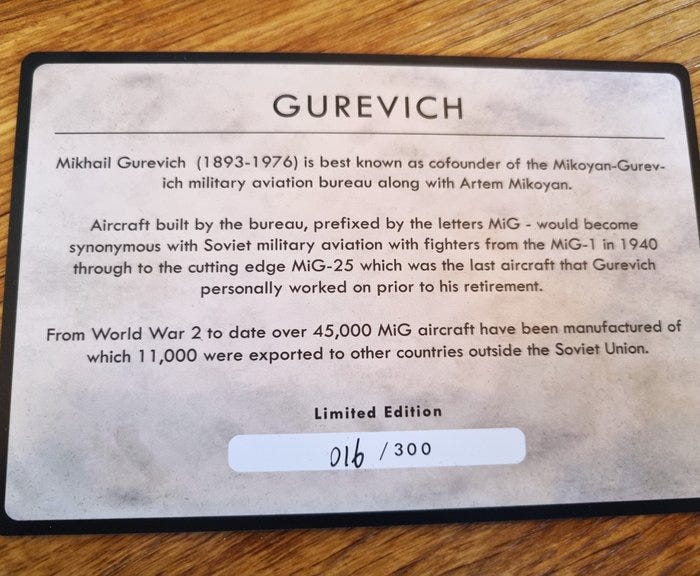 GUREVICH
Mikhail Gurevich (1893-1976) is best known as cofounder of the Mikoyan-Gurev-
ich military aviation bureau along with Artem Mikoyan.
Aircraft built by the bureau, prefixed by the letters MiG - would become
synonymous with Soviet military aviation with fighters from the MiG-1 in 1940
through to the cutting edge MiG-25 which was the last aircraft that Gurevich
personally worked on prior to his retirement.
From World War 2 to date over 45,000 MiG aircraft have been manufactured of
which 11,000 were exported to other countries outside the Soviet Union.
Limited Edition
016 /300